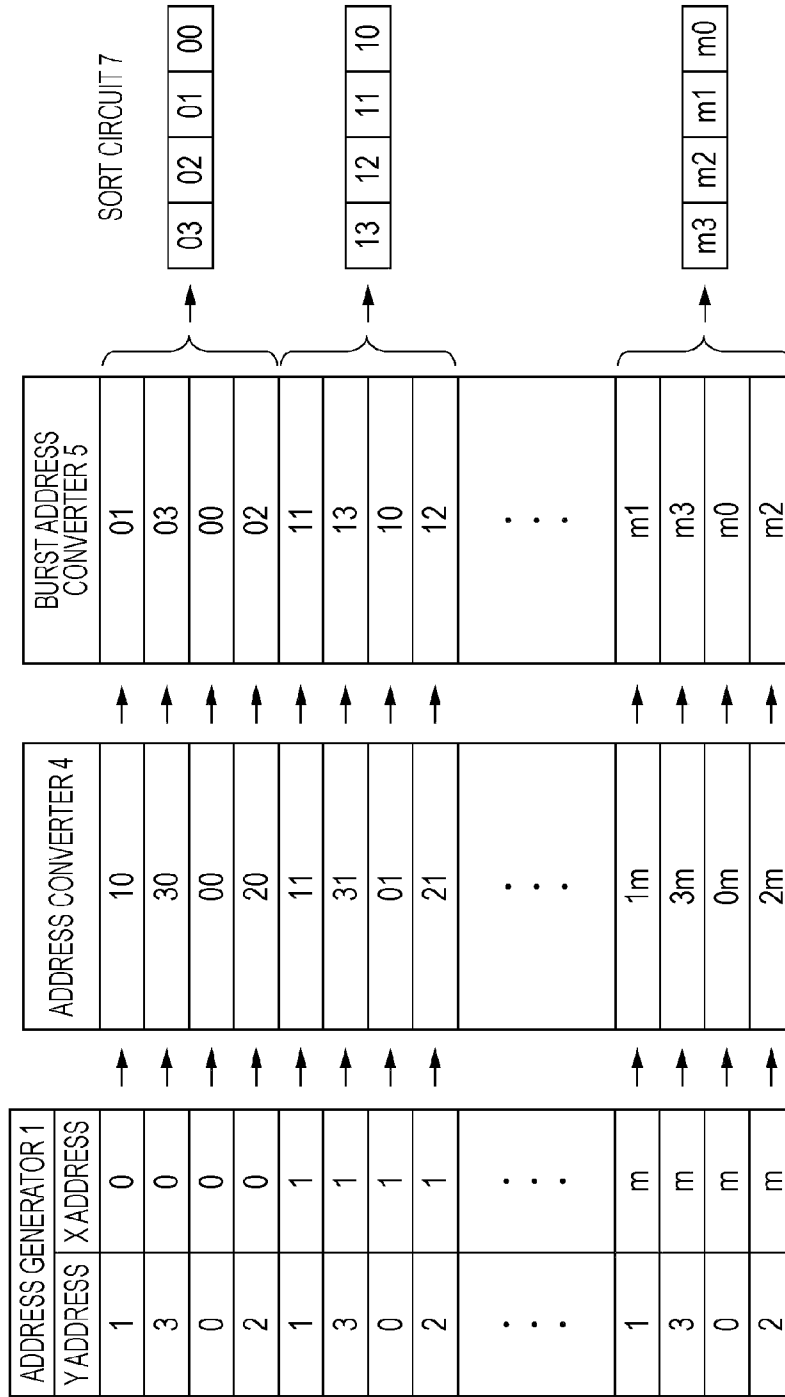 ADDRESS GENERATOR 1
Y ADDRESS X ADDRESS
1 0
3 0
0 0
2 0
1 1
3 1
0 1
2 1
· · · · · ·
1 m
3 m
0 m
2 m
ADDRESS CONVERTER 4
10
30
00
20
11
31
01
21
· · ·
1m
3m
0m
2m
BURST ADDRESS
CONVERTER 5
01
03
00
02
11
13
10
12
· · ·
m1
m3
m0
m2
SORT CIRCUIT 7
03 02 01 00
13 12 11 10
m3 m2 m1 m0